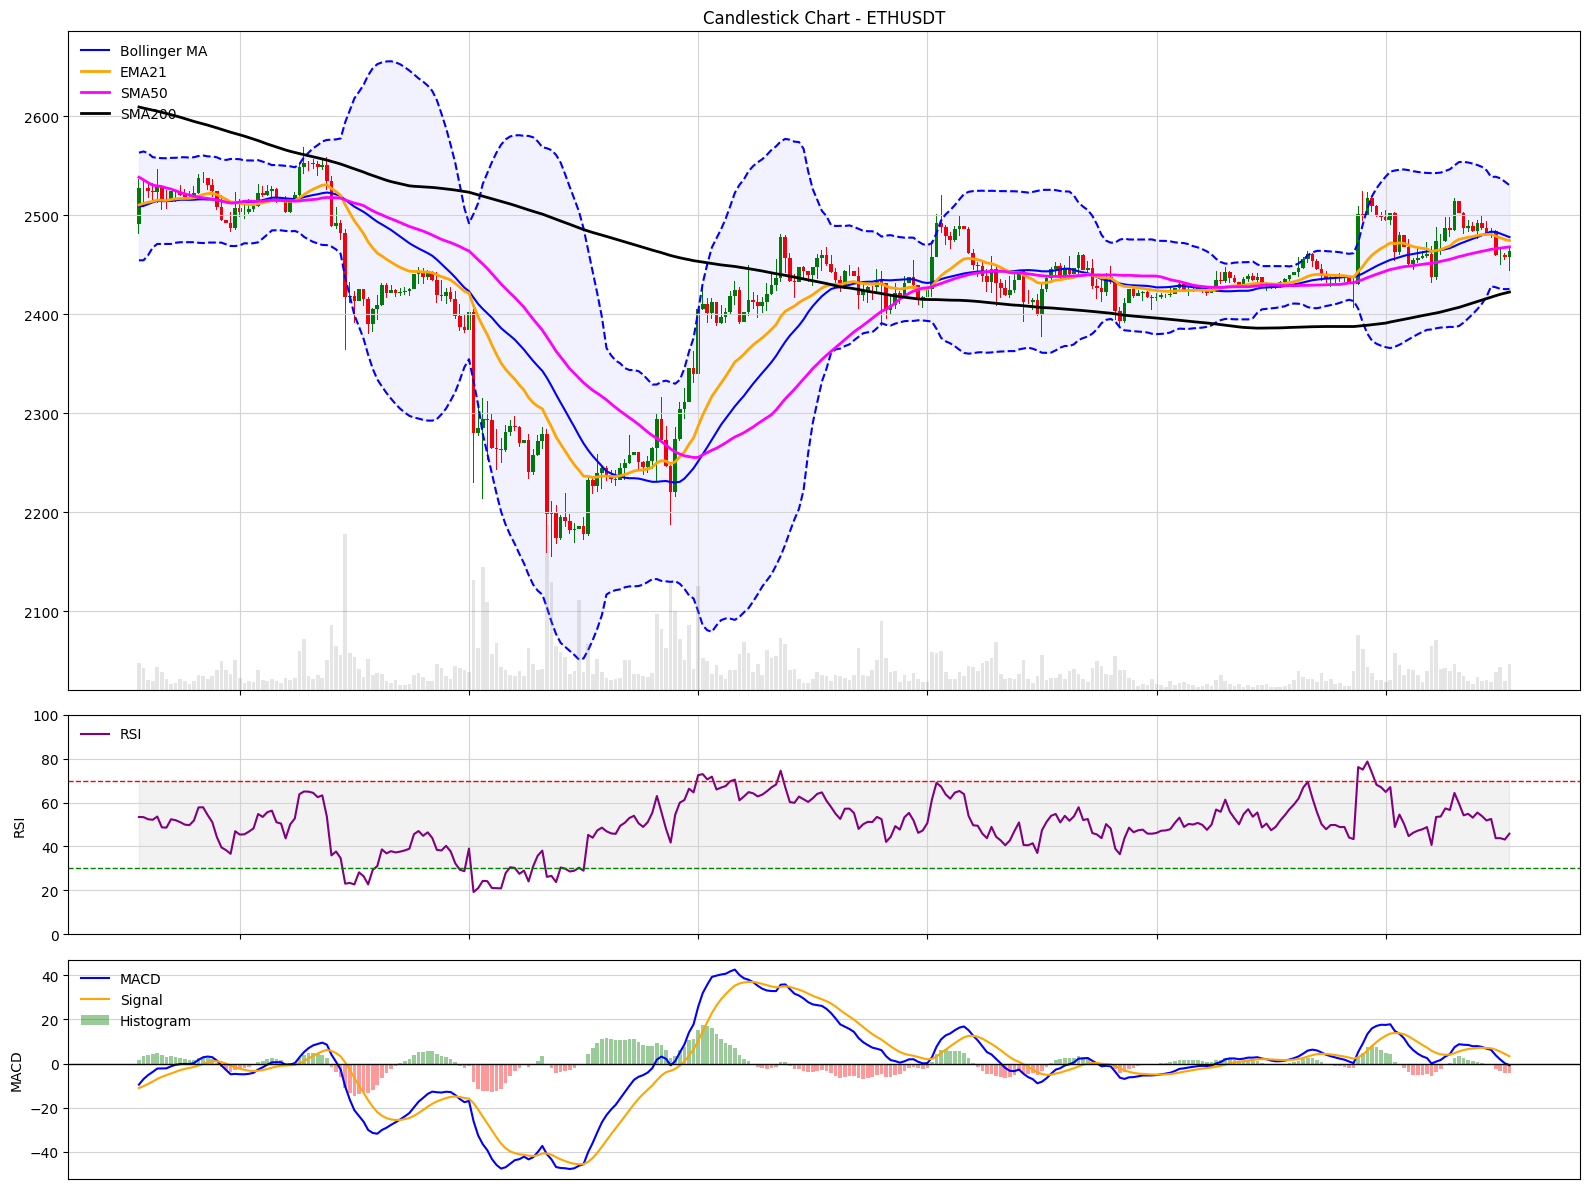 Candlestick Chart - ETHUSDT
Bollinger MA
EMA21
SMA50
SMA200
2600
2500
2400
2300
2200
2100
RSI
100
80
60
40
20
0
RSI
MACD
Signal
Histogram
40
20
0
−20
−40
MACD